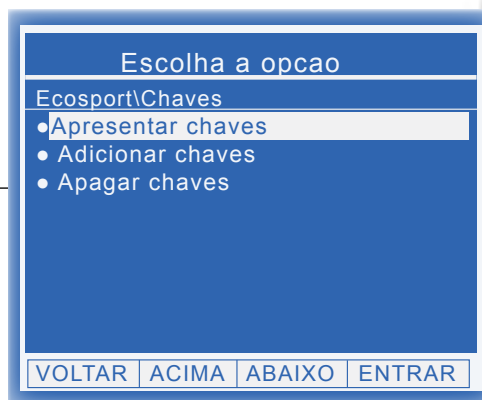 Escolha a opcao
Ecosport\Chaves
●Apresentar chaves
● Adicionar chaves
● Apagar chaves
VOLTAR ACIMA ABAIXO ENTRAR